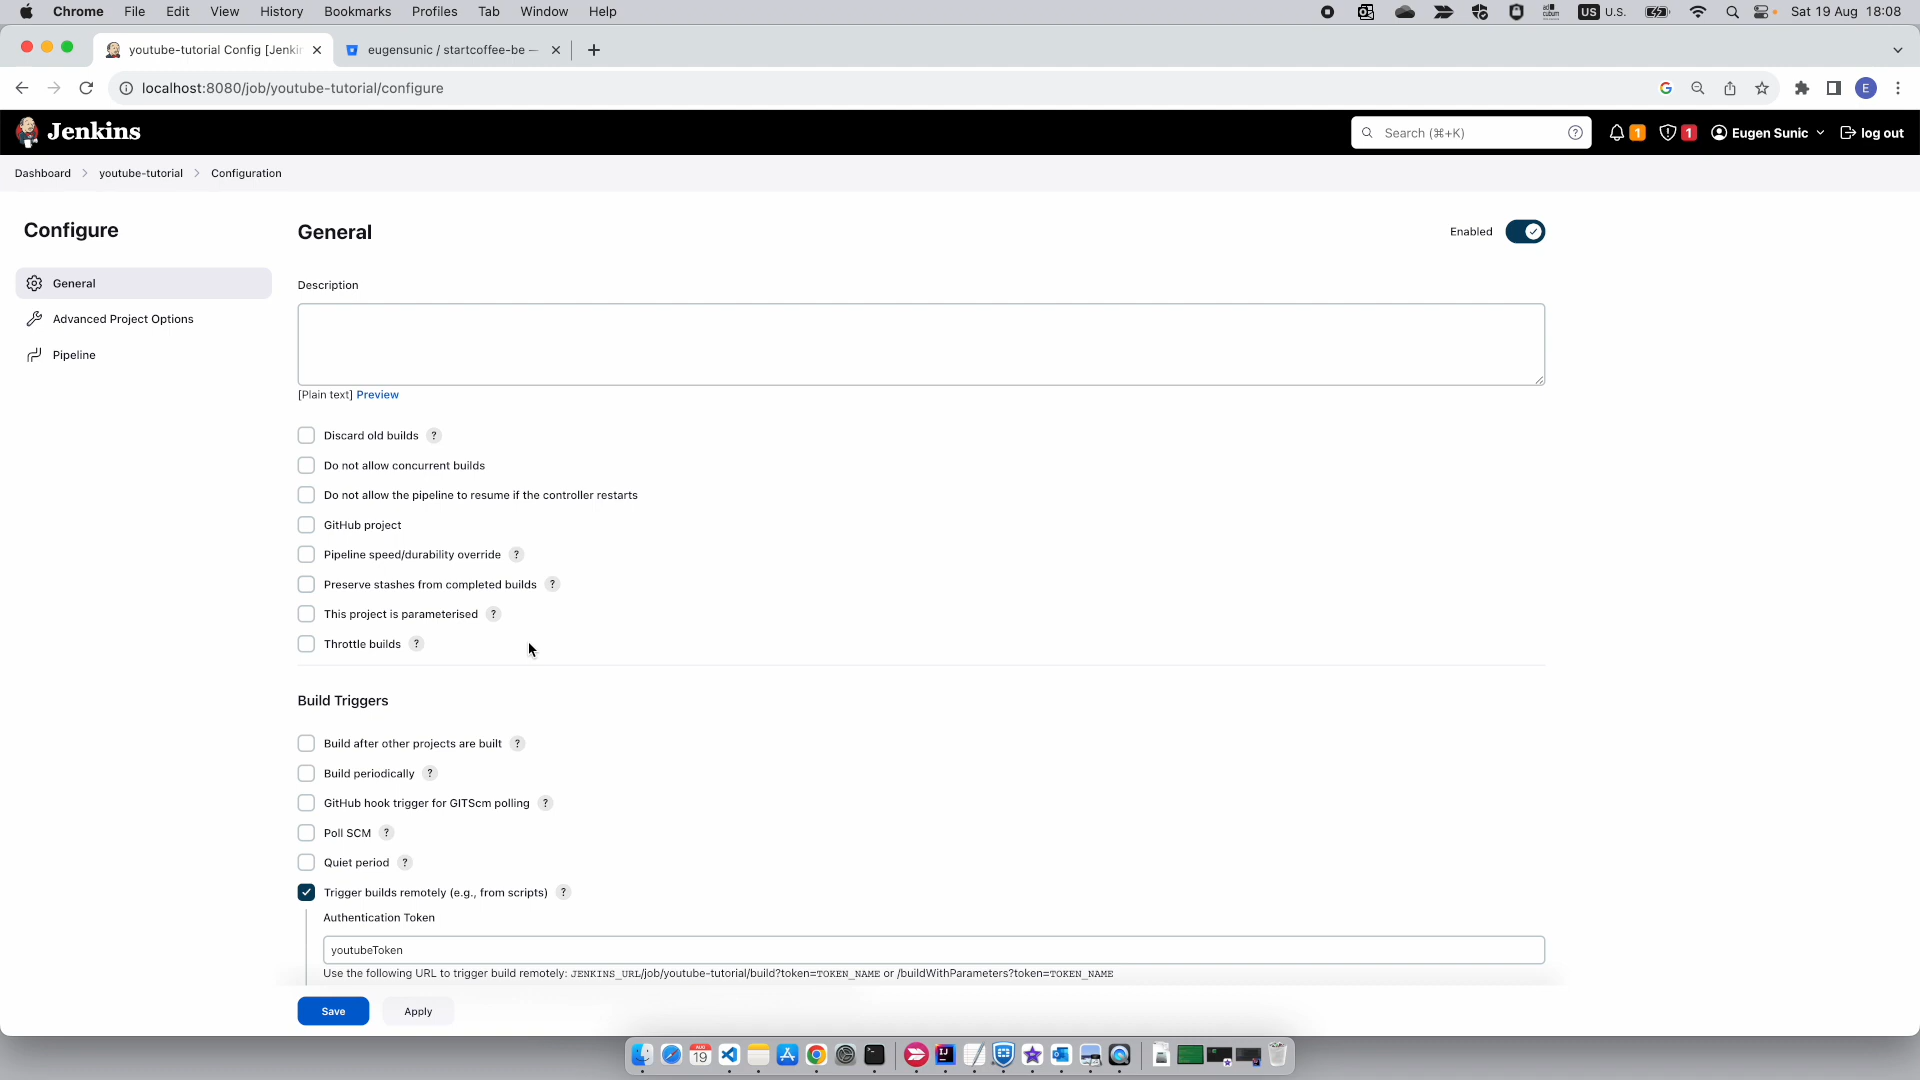 Chrome File Edit View History Bookmarks Profiles Tab Window Help US U.S. Sat 19 Aug 18:08
youtube-tutorial Config [Jenkin eugensunic / startcoffee-be —
localhost:8080/job/youtube-tutorial/configure E
Jenkins Search (⌘+K) ? 1 1 Eugen Sunic log out
Dashboard > youtube-tutorial > Configuration
Configure
General
Advanced Project Options
Pipeline
General
Enabled
Description
[Plain text] Preview
Discard old builds ?
Do not allow concurrent builds
Do not allow the pipeline to resume if the controller restarts
GitHub project
Pipeline speed/durability override ?
Preserve stashes from completed builds ?
This project is parameterised ?
Throttle builds ?
Build Triggers
Build after other projects are built ?
Build periodically ?
GitHub hook trigger for GITScm polling ?
Poll SCM ?
Quiet period ?
Trigger builds remotely (e.g., from scripts) ?
Authentication Token
youtubeToken
Use the following URL to trigger build remotely: JENKINS_URL/job/youtube-tutorial/build?token=TOKEN_NAME or /buildWithParameters?token=TOKEN_NAME
Save Apply
AUG
19